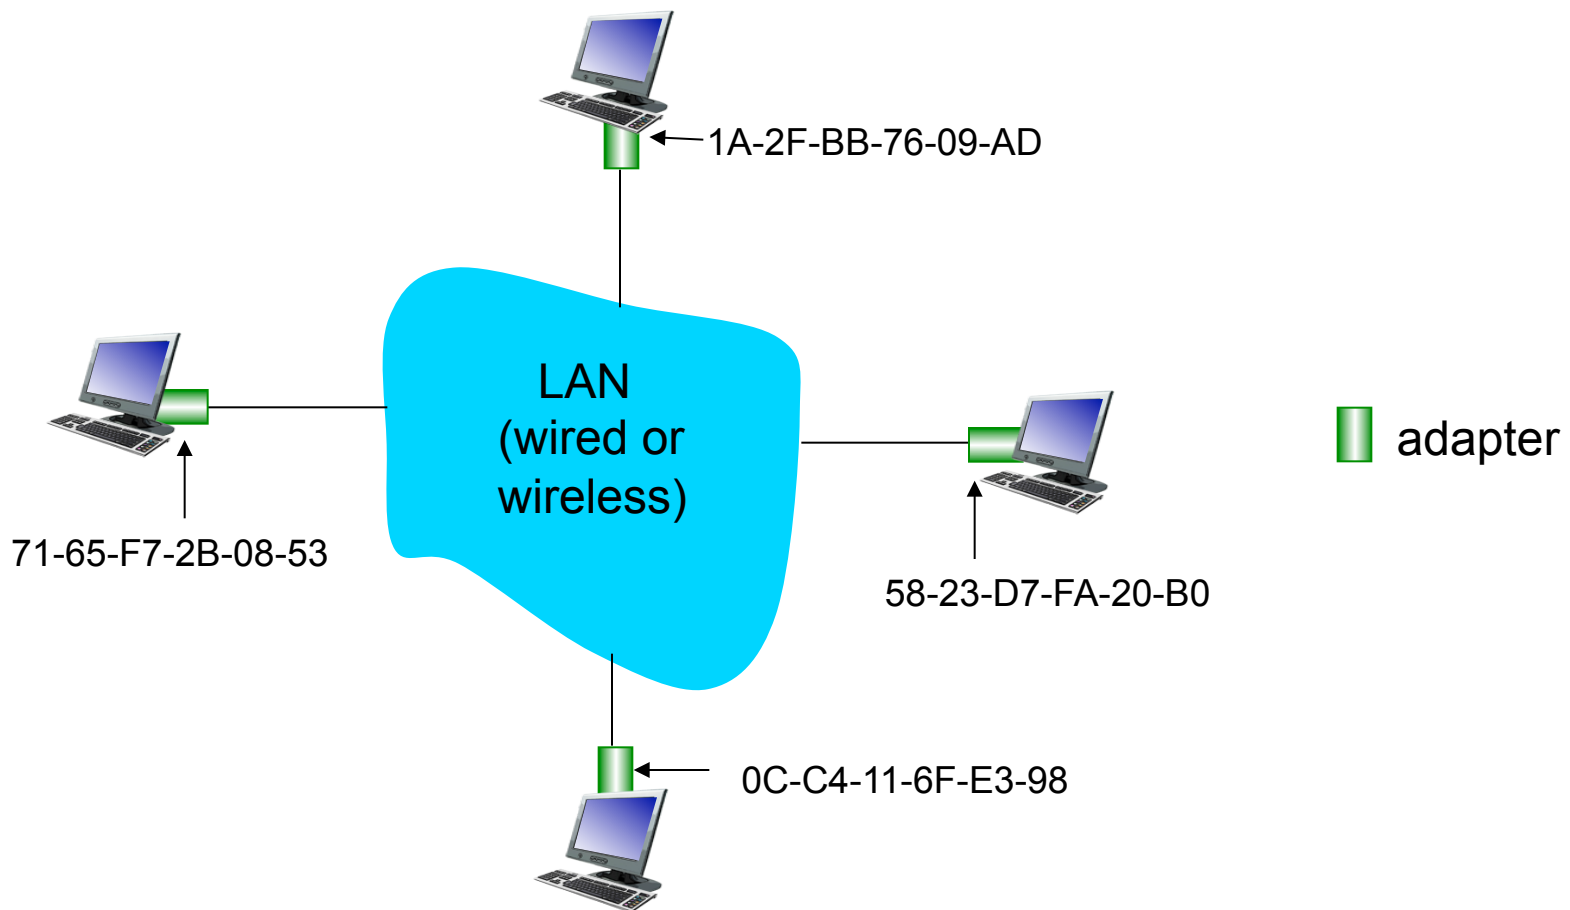 1A-2F-BB-76-09-AD
LAN
(wired or
wireless)
adapter
71-65-F7-2B-08-53
58-23-D7-FA-20-B0
0C-C4-11-6F-E3-98